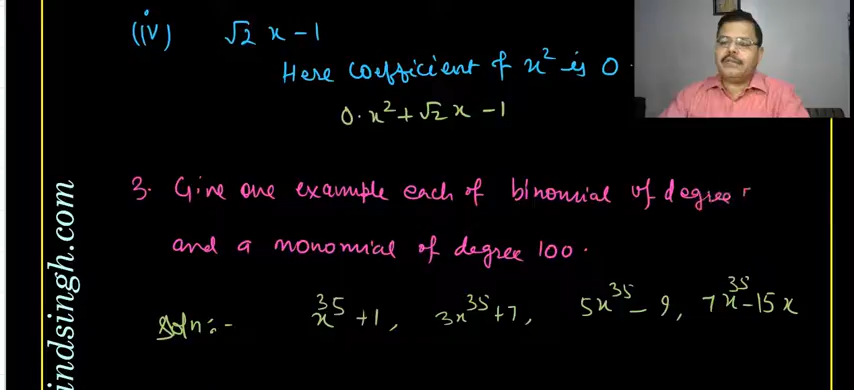 (iv) √2 x – 1
Here coefficient of x² is 0.
0·x² + √2 x – 1
3. Give one example each of binomial of degree
and a monomial of degree 100.
Soln:- x³⁵ + 1, 3x³⁵ + 7, 5x³⁵ – 9, 7x³⁵ – 15x
indsingh.com